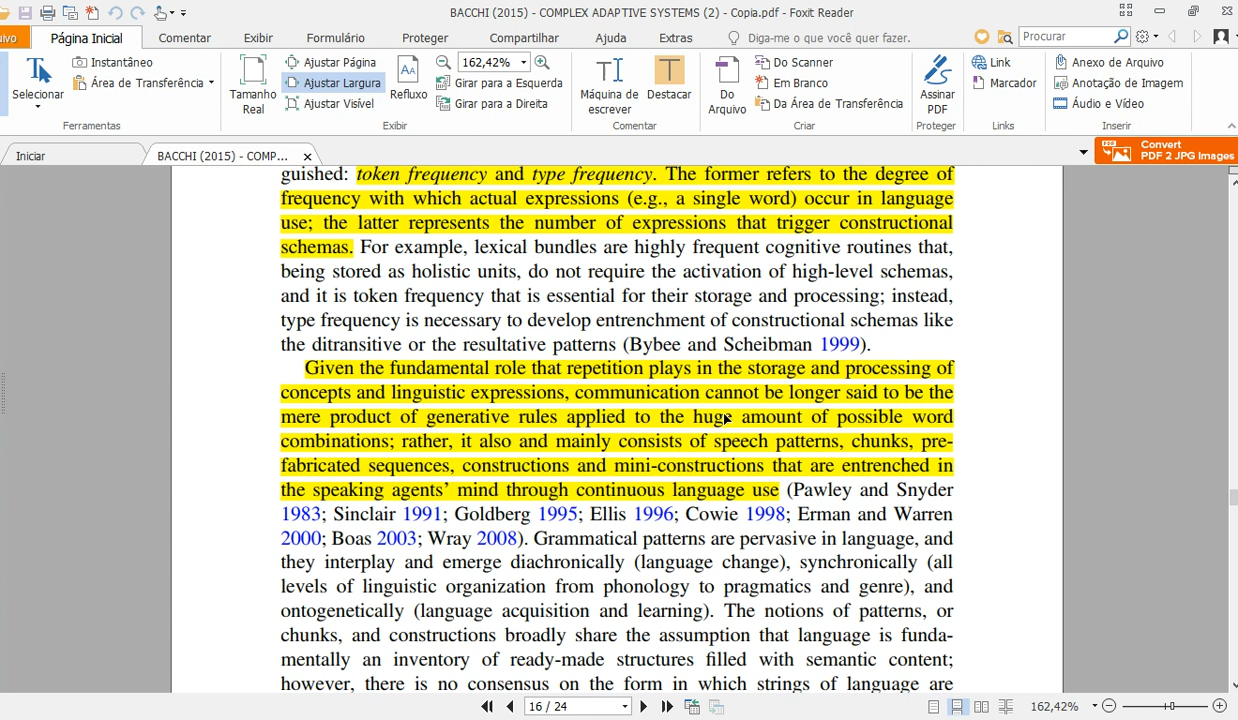 BACCHI (2015) - COMPLEX ADAPTIVE SYSTEMS (2) - Copia.pdf - Foxit Reader
Página Inicial Comentar Exibir Formulário Proteger Compartilhar Ajuda Extras Diga-me o que você quer fazer. Procurar
Selecionar
Instantâneo
Área de Transferência
Ferramentas
Tamanho Real
Ajustar Página
Ajustar Largura
Ajustar Visível
Refluxo
162,42%
Girar para a Esquerda
Girar para a Direita
Exibir
Máquina de escrever
Destacar
Comentar
Do Arquivo
Do Scanner
Em Branco
Da Área de Transferência
Criar
Assinar PDF
Proteger
Link
Marcador
Links
Anexo de Arquivo
Anotação de Imagem
Áudio e Vídeo
Inserir
Iniciar
BACCHI (2015) - COMP...
Convert
PDF 2 JPG Images
guished: token frequency and type frequency. The former refers to the degree of
frequency with which actual expressions (e.g., a single word) occur in language
use; the latter represents the number of expressions that trigger constructional
schemas. For example, lexical bundles are highly frequent cognitive routines that,
being stored as holistic units, do not require the activation of high-level schemas,
and it is token frequency that is essential for their storage and processing; instead,
type frequency is necessary to develop entrenchment of constructional schemas like
the ditransitive or the resultative patterns (Bybee and Scheibman 1999).
Given the fundamental role that repetition plays in the storage and processing of
concepts and linguistic expressions, communication cannot be longer said to be the
mere product of generative rules applied to the huge amount of possible word
combinations; rather, it also and mainly consists of speech patterns, chunks, pre-
fabricated sequences, constructions and mini-constructions that are entrenched in
the speaking agents' mind through continuous language use (Pawley and Snyder
1983; Sinclair 1991; Goldberg 1995; Ellis 1996; Cowie 1998; Erman and Warren
2000; Boas 2003; Wray 2008). Grammatical patterns are pervasive in language, and
they interplay and emerge diachronically (language change), synchronically (all
levels of linguistic organization from phonology to pragmatics and genre), and
ontogenetically (language acquisition and learning). The notions of patterns, or
chunks, and constructions broadly share the assumption that language is funda-
mentally an inventory of ready-made structures filled with semantic content;
however, there is no consensus on the form in which strings of language are
16 / 24
162,42%